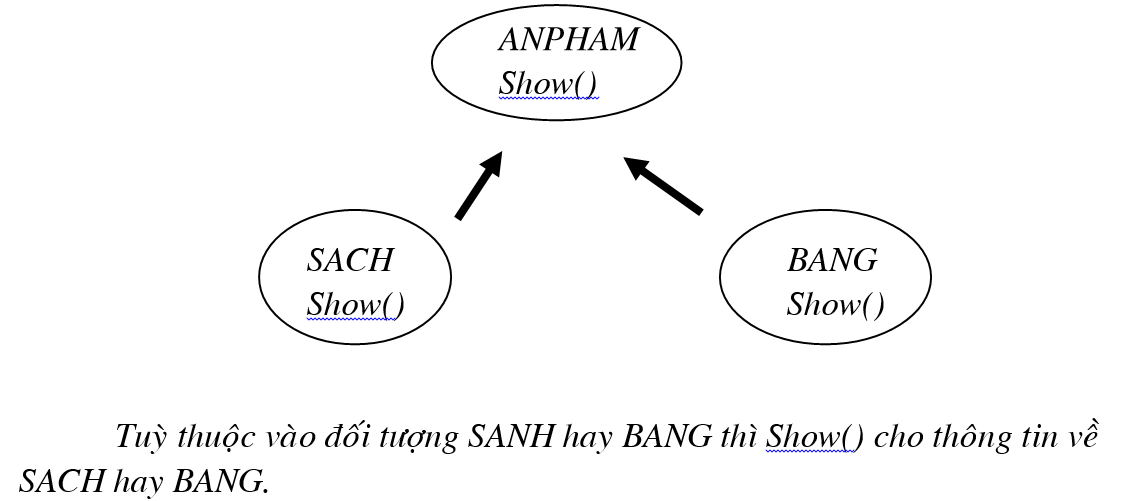 ANPHAM
Show()
SACH
Show()
BANG
Show()
Tuỳ thuộc vào đối tượng SANH hay BANG thì Show() cho thông tin về
SACH hay BANG.